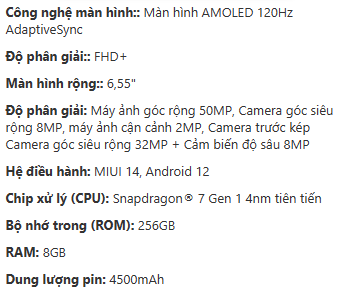 Công nghệ màn hình:: Màn hình AMOLED 120Hz
AdaptiveSync
Độ phân giải:: FHD+
Màn hình rộng:: 6,55"
Độ phân giải: Máy ảnh góc rộng 50MP, Camera góc siêu
rộng 8MP, máy ảnh cận cảnh 2MP, Camera trước kép
Camera góc siêu rộng 32MP + Cảm biến độ sâu 8MP
Hệ điều hành: MIUI 14, Android 12
Chip xử lý (CPU): Snapdragon® 7 Gen 1 4nm tiên tiến
Bộ nhớ trong (ROM): 256GB
RAM: 8GB
Dung lượng pin: 4500mAh